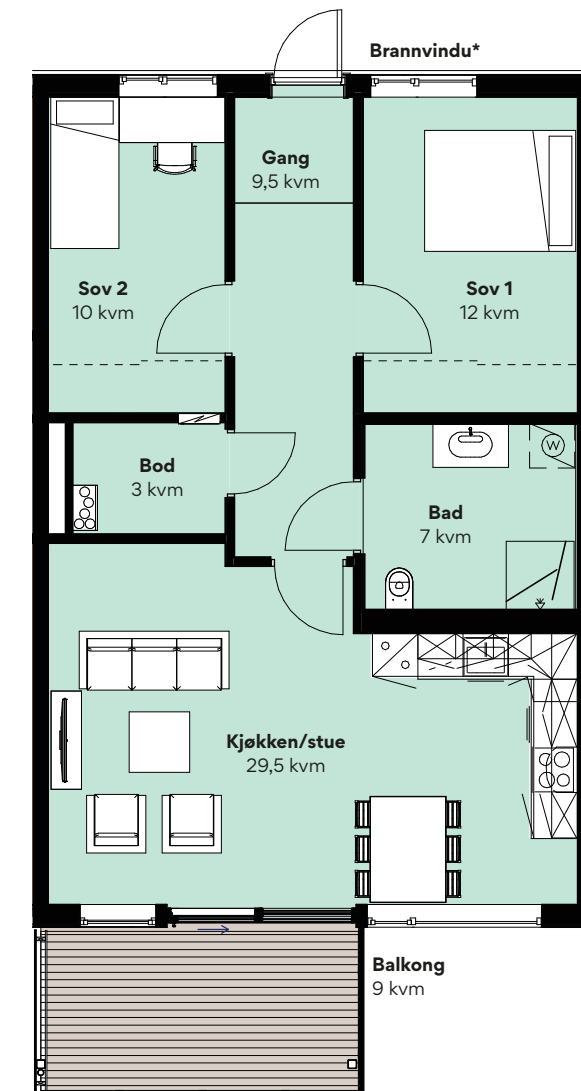 Brannvindu*
Gang
9,5 kvm
Sov 2
10 kvm
Sov 1
12 kvm
Bod
3 kvm
W
Bad
7 kvm
Kjøkken/stue
29,5 kvm
Balkong
9 kvm